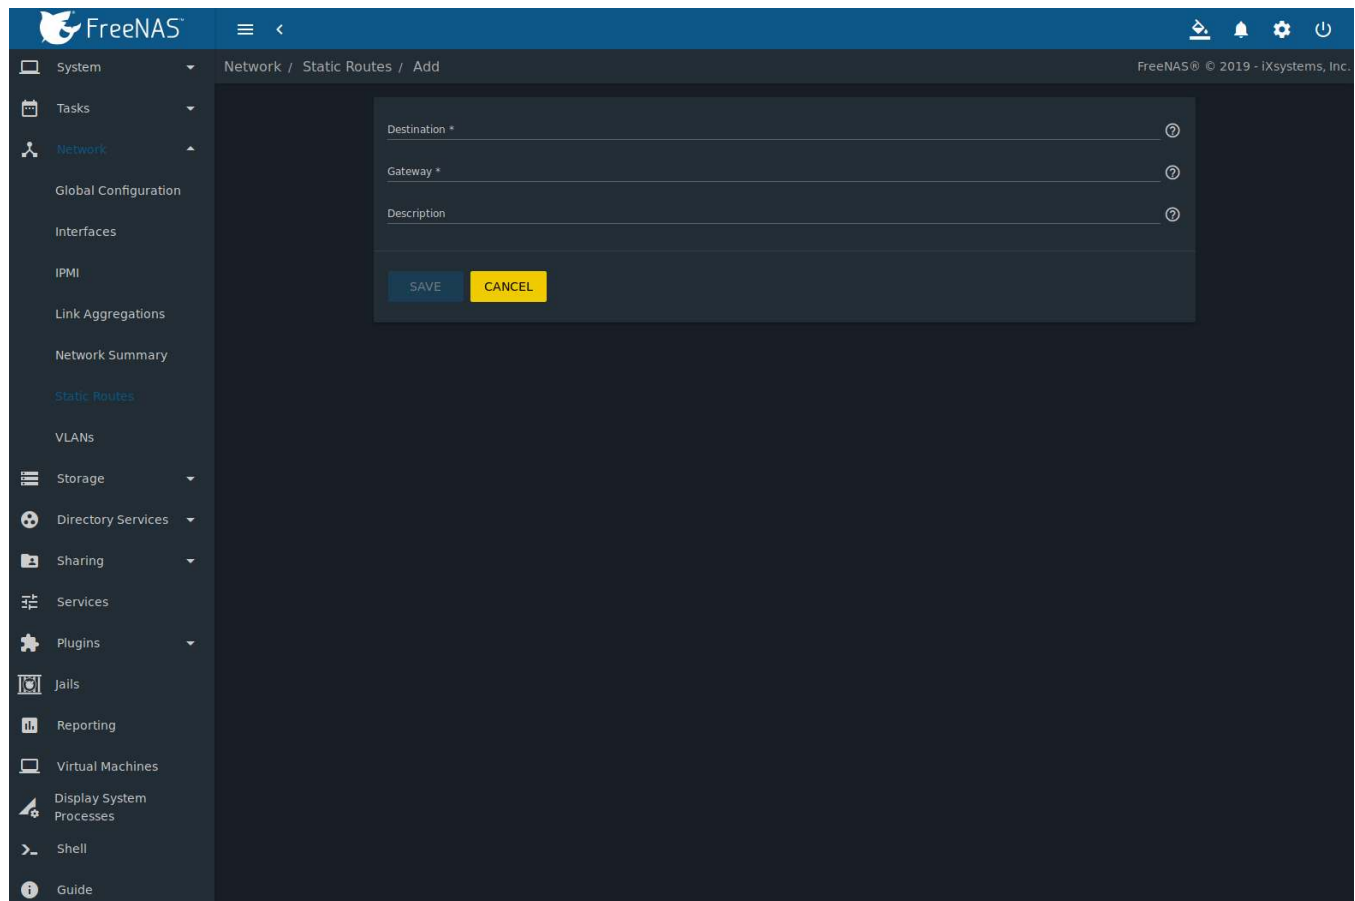 FreeNAS®
System
Network / Static Routes / Add
FreeNAS® © 2019 - iXsystems, Inc.
Tasks
Network
Global Configuration
Interfaces
IPMI
Link Aggregations
Network Summary
Static Routes
VLANs
Storage
Directory Services
Sharing
Services
Plugins
Jails
Reporting
Virtual Machines
Display System
Processes
Shell
Guide
Destination *
Gateway *
Description
SAVE
CANCEL